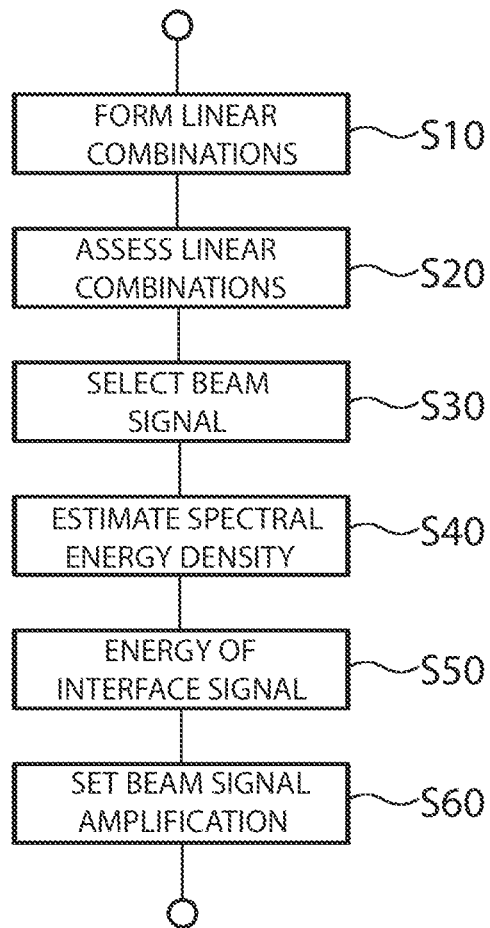 FORM LINEAR
COMBINATIONS
S10
ASSESS LINEAR
COMBINATIONS
S20
SELECT BEAM
SIGNAL
S30
ESTIMATE SPECTRAL
ENERGY DENSITY
S40
ENERGY OF
INTERFACE SIGNAL
S50
SET BEAM SIGNAL
AMPLIFICATION
S60